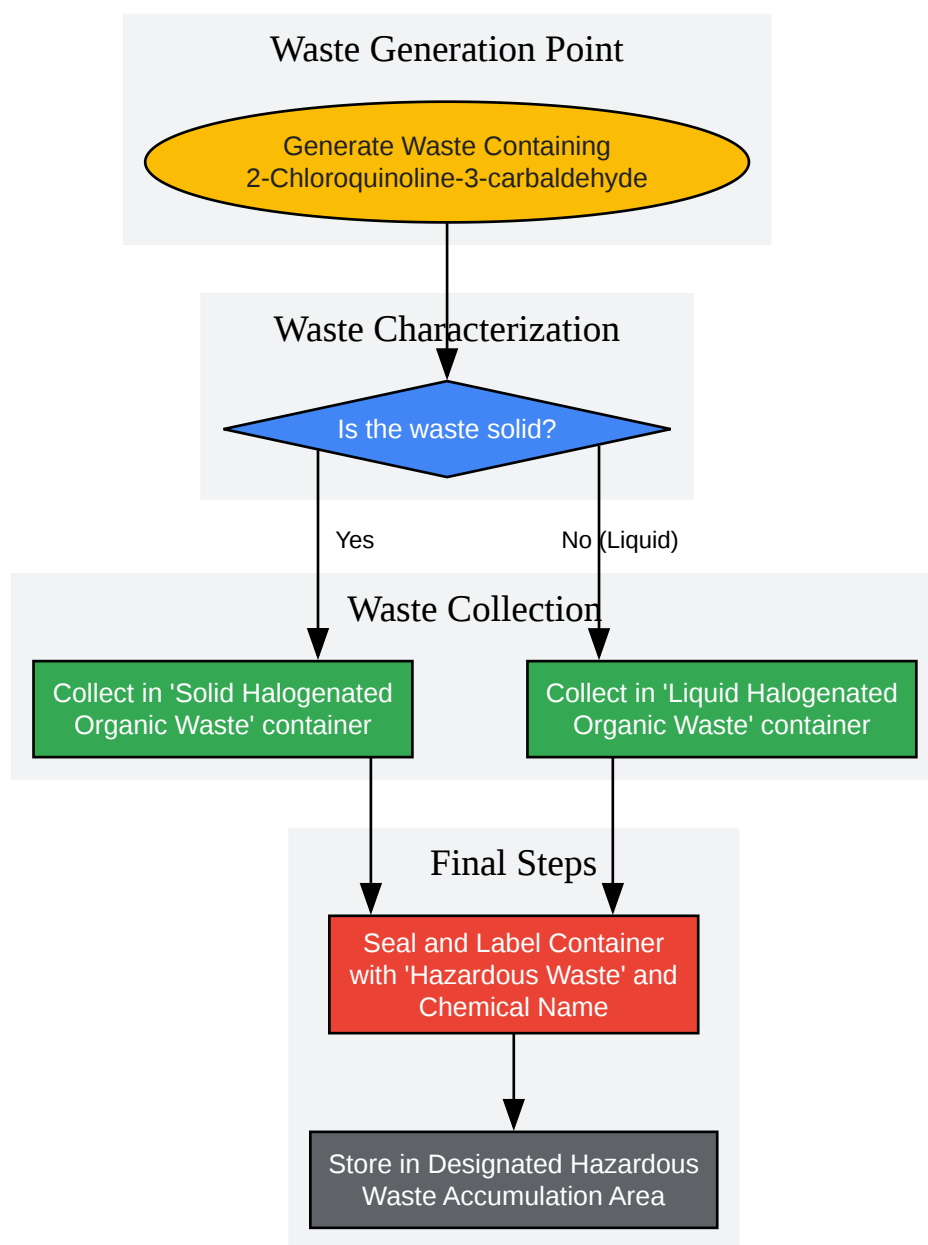 Waste Generation Point
Generate Waste Containing
2-Chloroquinoline-3-carbaldehyde
Waste Characterization
Is the waste solid?
Yes
No (Liquid)
Waste Collection
Collect in 'Solid Halogenated
Organic Waste' container
Collect in 'Liquid Halogenated
Organic Waste' container
Final Steps
Seal and Label Container
with 'Hazardous Waste' and
Chemical Name
Store in Designated Hazardous
Waste Accumulation Area